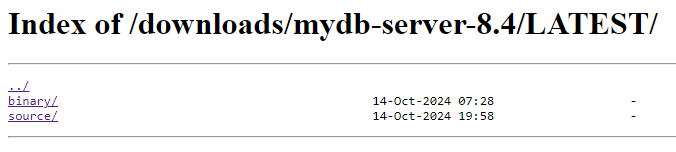 Index of /downloads/mydb-server-8.4/LATEST/
../
binary/ 14-Oct-2024 07:28 -
source/ 14-Oct-2024 19:58 -